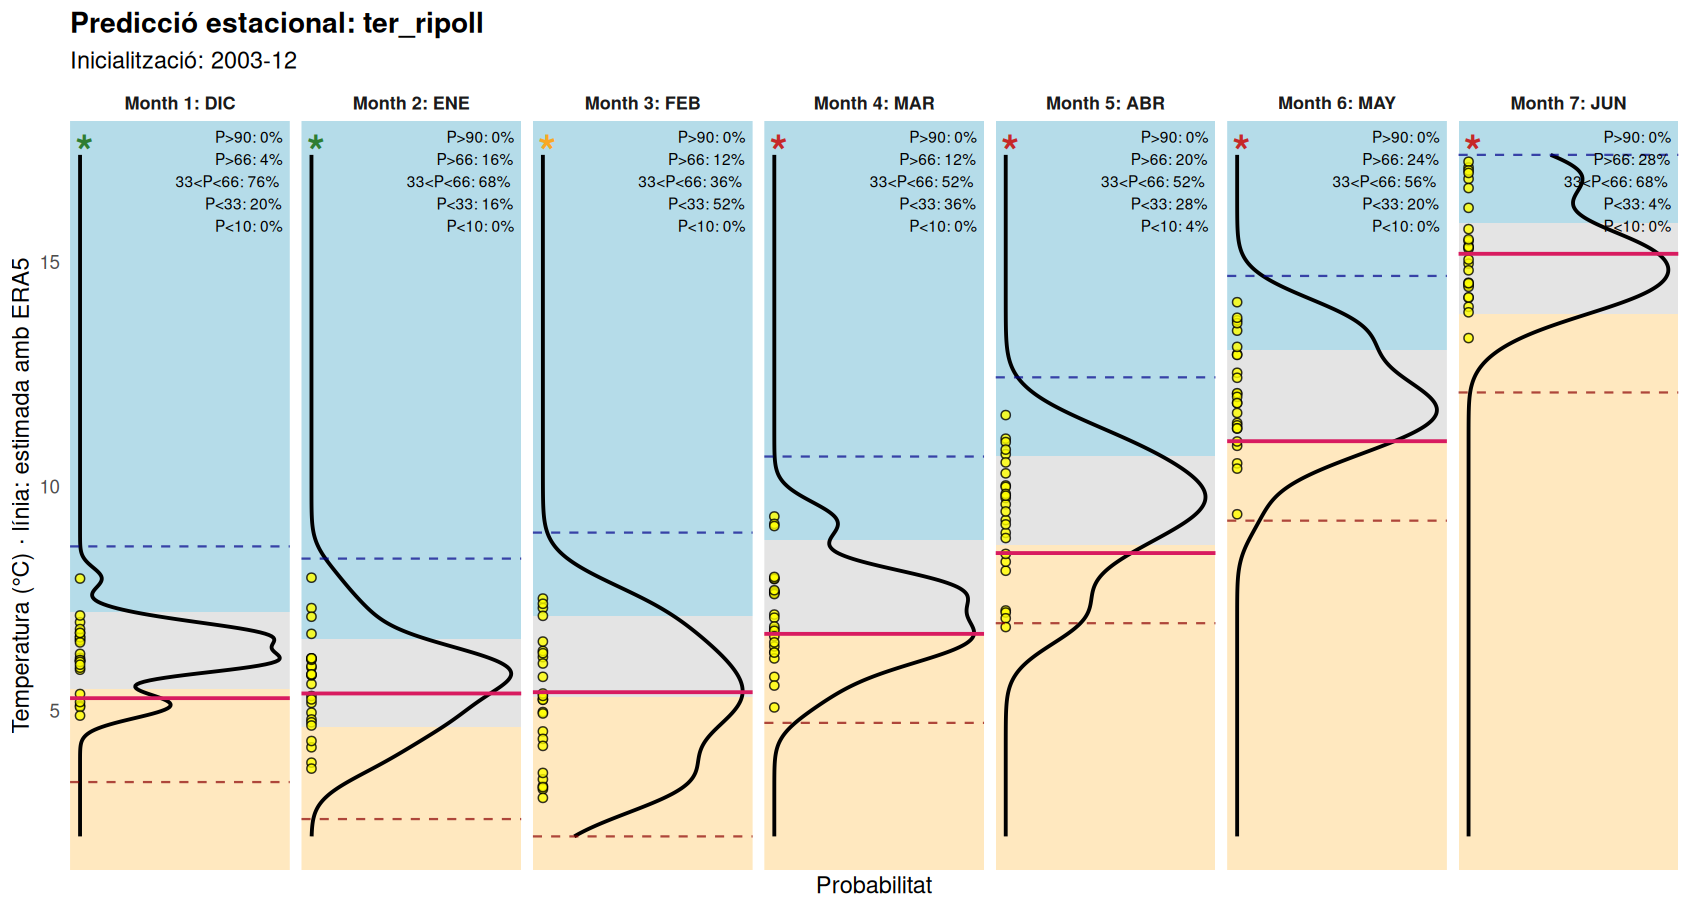 Predicció estacional: ter_ripoll
Inicialització: 2003-12
Month 1: DIC
Month 2: ENE
Month 3: FEB
Month 4: MAR
Month 5: ABR
Month 6: MAY
Month 7: JUN
*
P>90: 0%
P>66: 4%
33<P<66: 76%
P<33: 20%
P<10: 0%
*
P>90: 0%
P>66: 16%
33<P<66: 68%
P<33: 16%
P<10: 0%
*
P>90: 0%
P>66: 12%
33<P<66: 36%
P<33: 52%
P<10: 0%
*
P>90: 0%
P>66: 12%
33<P<66: 52%
P<33: 36%
P<10: 0%
*
P>90: 0%
P>66: 20%
33<P<66: 52%
P<33: 28%
P<10: 4%
*
P>90: 0%
P>66: 24%
33<P<66: 56%
P<33: 20%
P<10: 0%
*
P>90: 0%
P>66: 28%
33<P<66: 68%
P<33: 4%
P<10: 0%
Temperatura (°C) · línia: estimada amb ERA5
15
10
5
Probabilitat